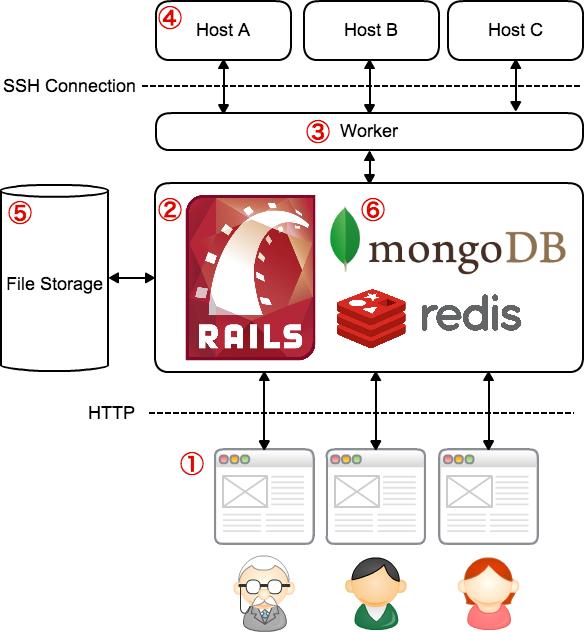 ④ Host A Host B Host C
SSH Connection
③ Worker
⑤ ② ⑥
mongoDB
File Storage
redis
RAILS
HTTP
①